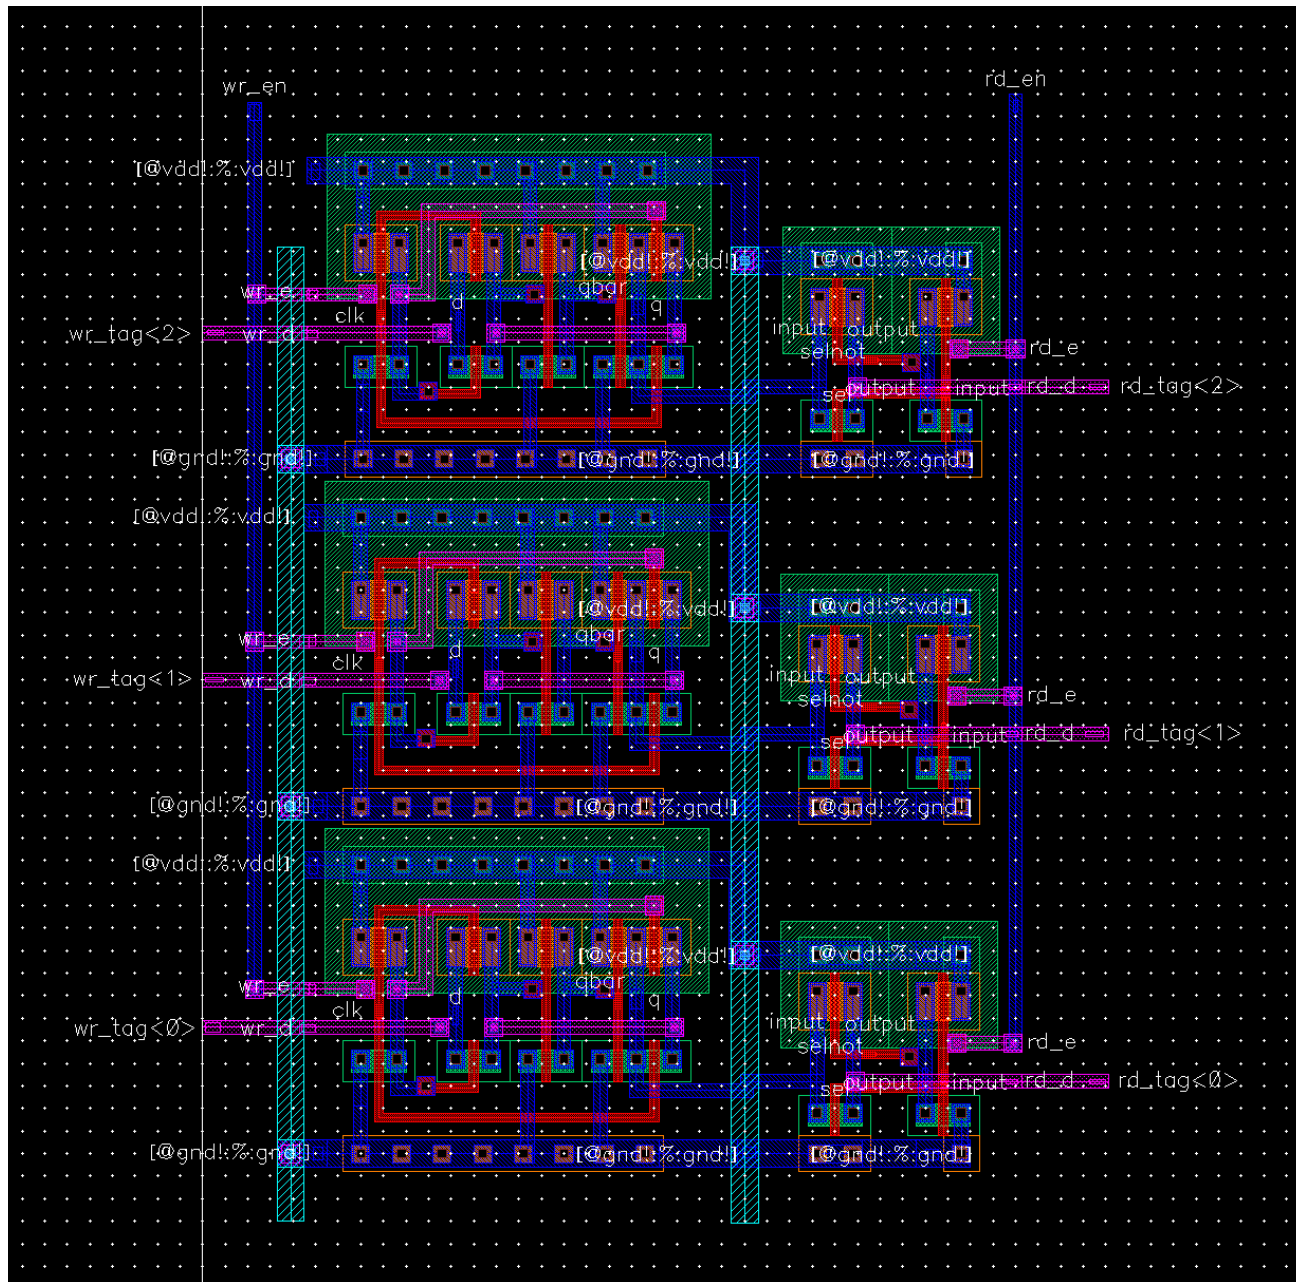 wr_en
rd_en
[@vdd!:%:vdd!]
[@vdd!:%:vdd!]
[@vdd!:%:vdd!]
qbar
wr_e
clk
d
q
wr_tag<2>
wr_d
input
output
selnot
rd_e
sel
output
input
rd_d
rd_tag<2>
[@gnd!:%:gnd!]
[@gnd!:%:gnd!]
[@gnd!:%:gnd!]
[@vdd!:%:vdd!]
[@vdd!:%:vdd!]
[@vdd!:%:vdd!]
qbar
wr_e
clk
d
q
wr_tag<1>
wr_d
input
output
selnot
rd_e
sel
output
input
rd_d
rd_tag<1>
[@gnd!:%:gnd!]
[@gnd!:%:gnd!]
[@gnd!:%:gnd!]
[@vdd!:%:vdd!]
[@vdd!:%:vdd!]
[@vdd!:%:vdd!]
qbar
wr_e
clk
d
q
wr_tag<0>
wr_d
input
output
selnot
rd_e
sel
output
input
rd_d
rd_tag<0>
[@gnd!:%:gnd!]
[@gnd!:%:gnd!]
[@gnd!:%:gnd!]